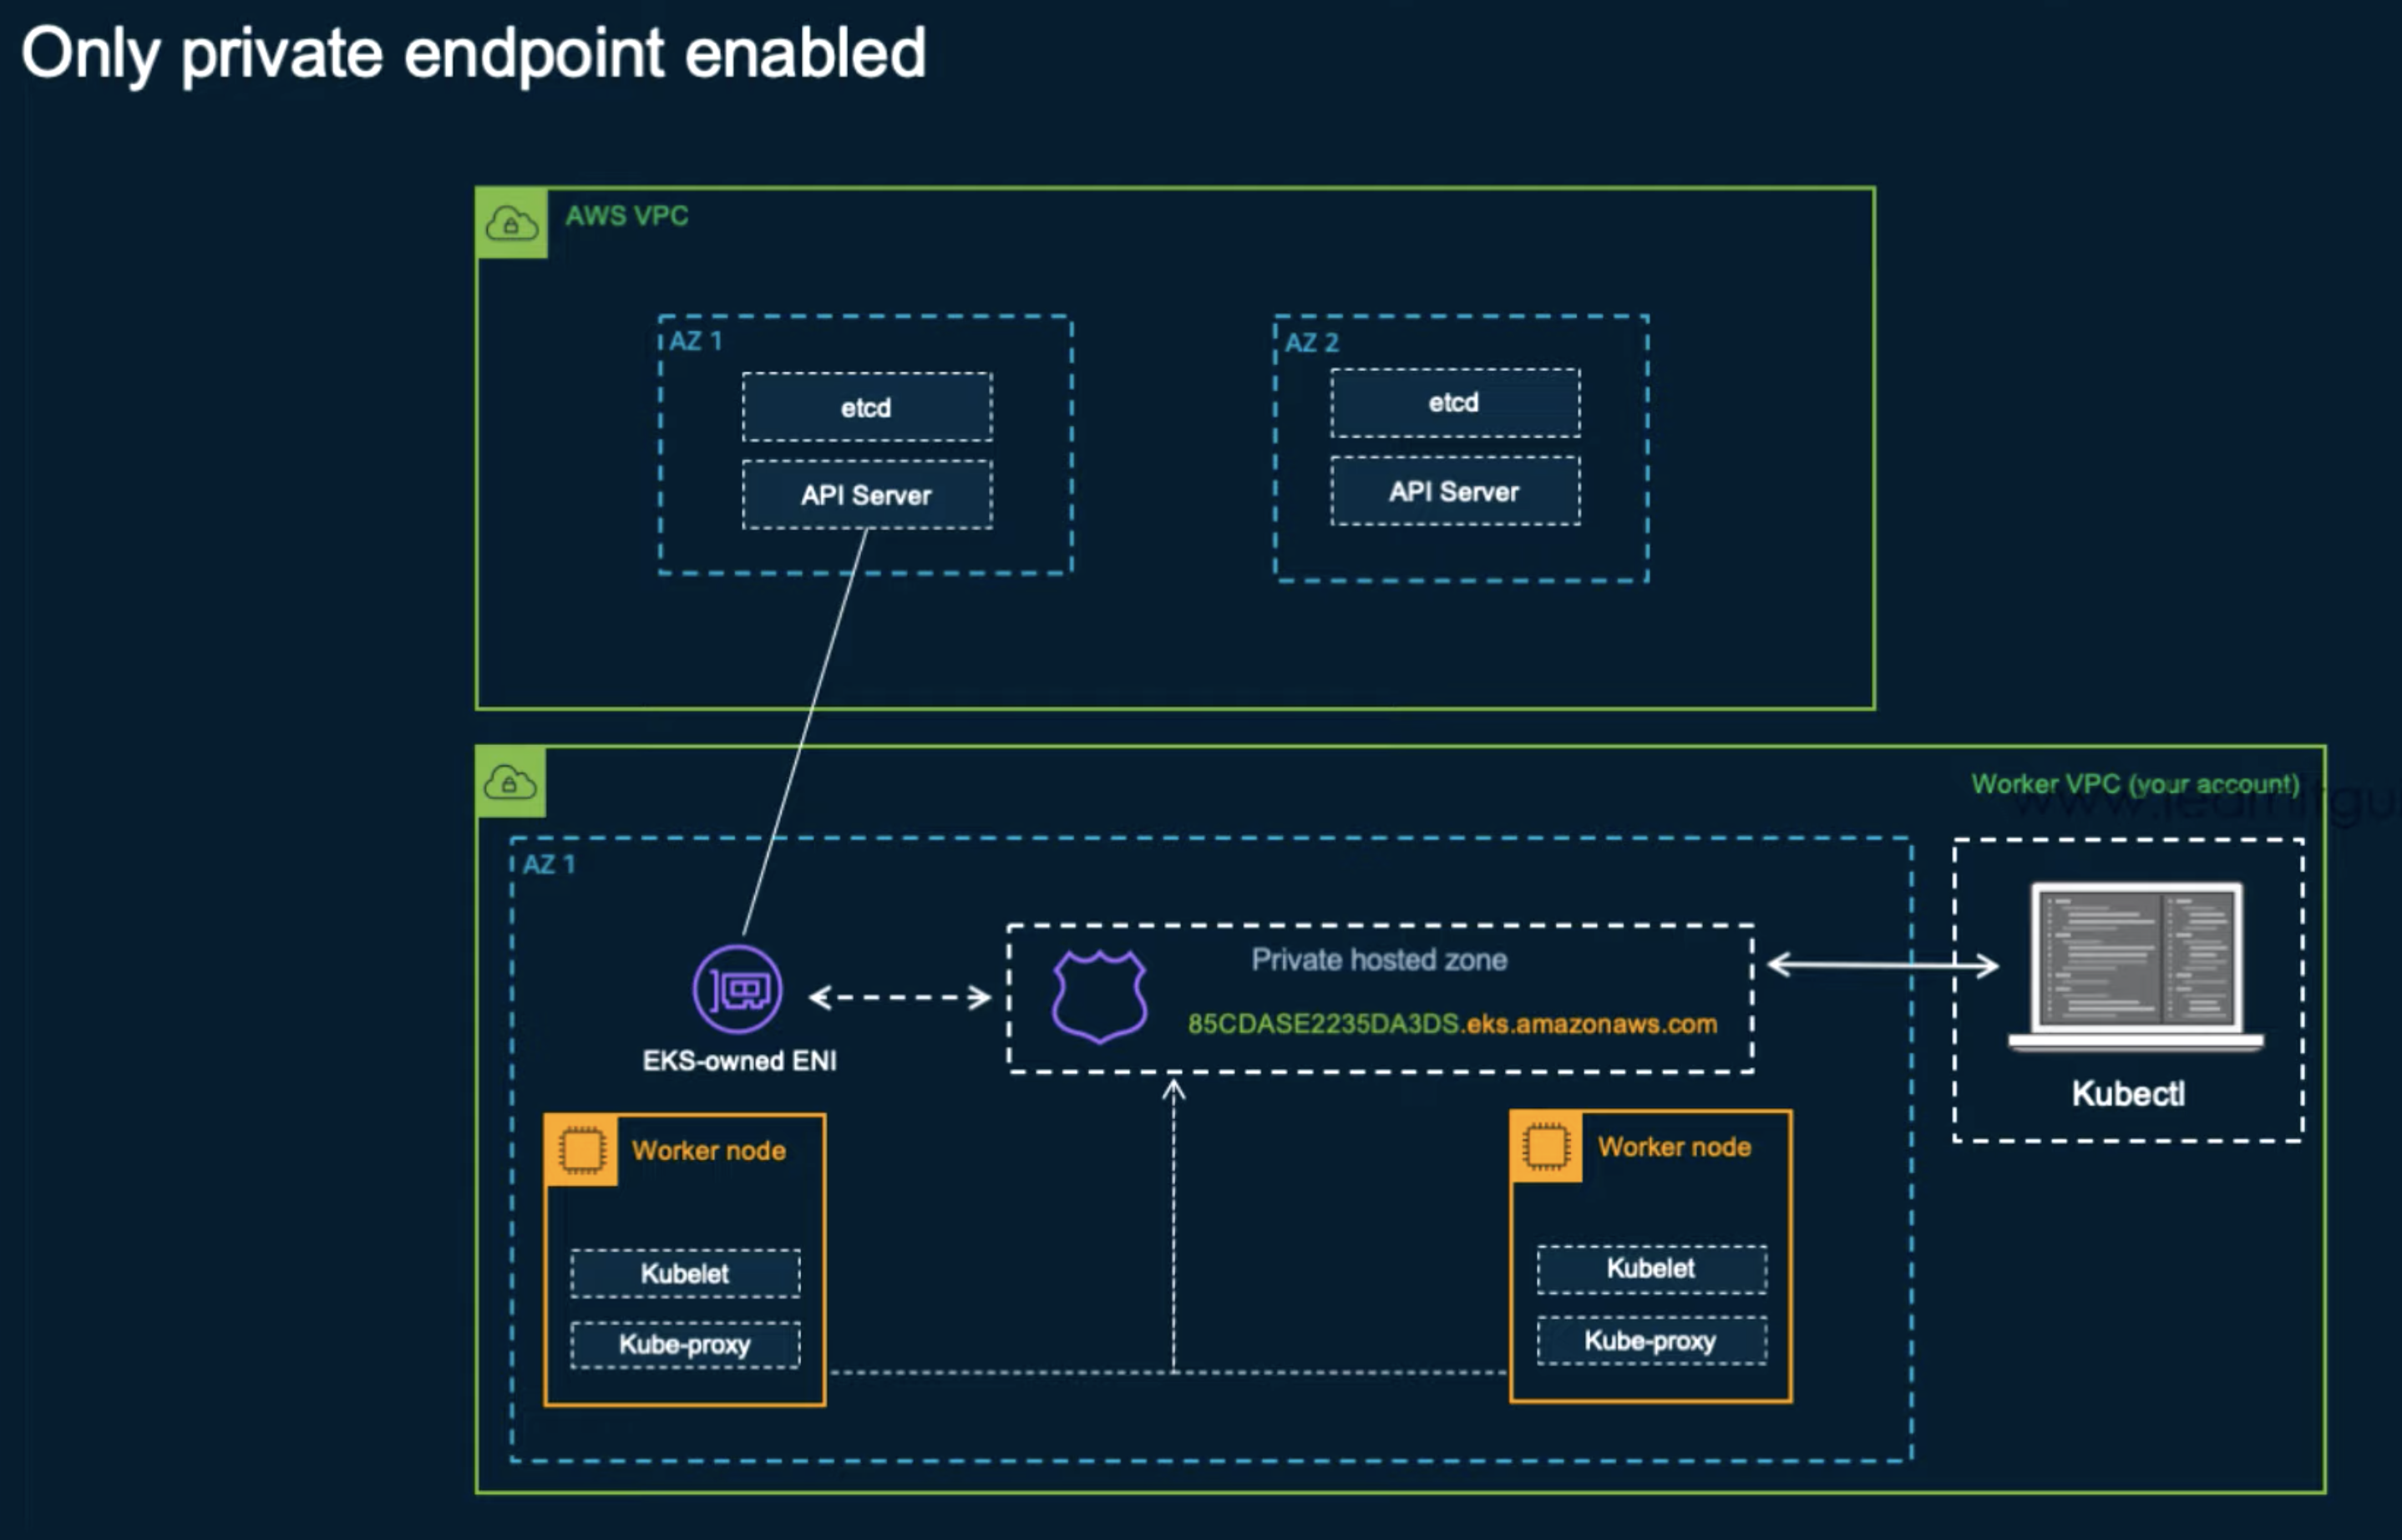 Only private endpoint enabled
AWS VPC
AZ 1
etcd
API Server
AZ 2
etcd
API Server
Worker VPC (your account)
AZ 1
EKS-owned ENI
Private hosted zone
85CDASE2235DA3DS.eks.amazonaws.com
Kubectl
Worker node
Kubelet
Kube-proxy
Worker node
Kubelet
Kube-proxy